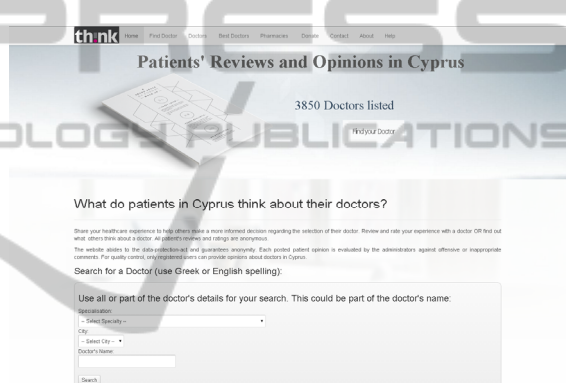 PRESS
think Home Find Doctor Doctors Best Doctors Pharmacies Donate Contact About Help
Patients' Reviews and Opinions in Cyprus
3850 Doctors listed
Find your Doctor
OLOGY PUBLICATIONS
What do patients in Cyprus think about their doctors?
Share your healthcare experience to help others make a more informed decision regarding the selection of their doctor. Review and rate your experience with a doctor OR find out
what others think about a doctor. All patient's reviews and ratings are anonymous.
The website abides to the data-protection-act and guarantees anonymity. Each posted patient opinion is evaluated by the administrators against offensive or inappropriate
comments. For quality control, only registered users can provide opinions about doctors in Cyprus.
Search for a Doctor (use Greek or English spelling):
Use all or part of the doctor's details for your search. This could be part of the doctor's name:
Specialisation:
-- Select Specialty --
City:
-- Select City --
Doctor's Name:
Search